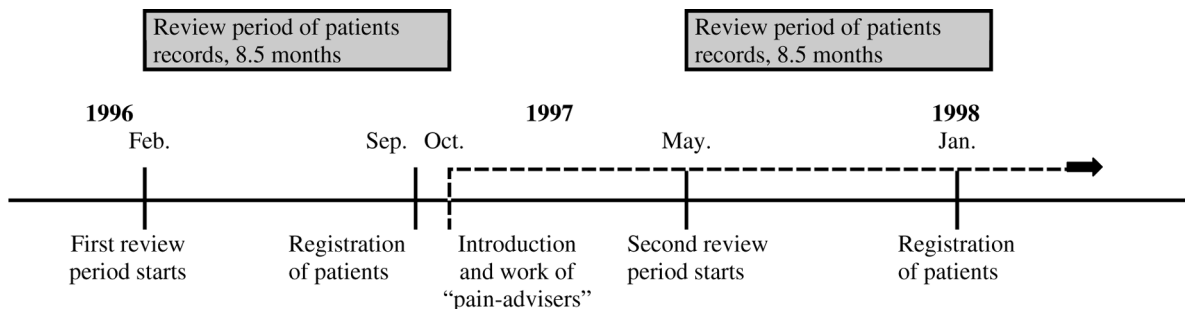 Review period of patients
records, 8.5 months
Review period of patients
records, 8.5 months
1996
1997
1998
Feb.
Sep.
Oct.
May.
Jan.
First review
period starts
Registration
of patients
Introduction
and work of
“pain-advisers”
Second review
period starts
Registration
of patients